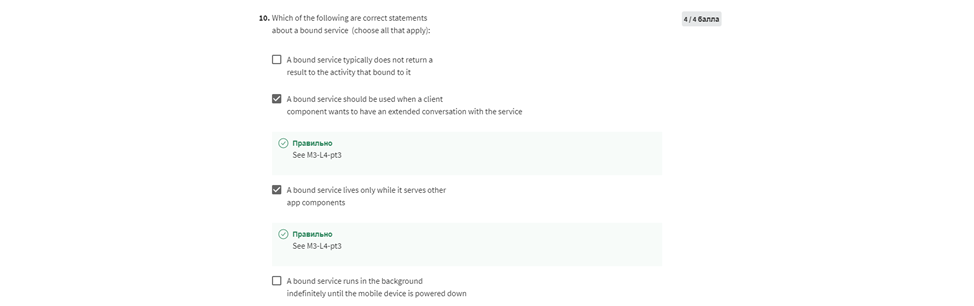 10. Which of the following are correct statements 4 / 4 балла
about a bound service (choose all that apply):
A bound service typically does not return a
result to the activity that bound to it
A bound service should be used when a client
component wants to have an extended conversation with the service
Правильно
See M3-L4-pt3
A bound service lives only while it serves other
app components
Правильно
See M3-L4-pt3
A bound service runs in the background
indefinitely until the mobile device is powered down